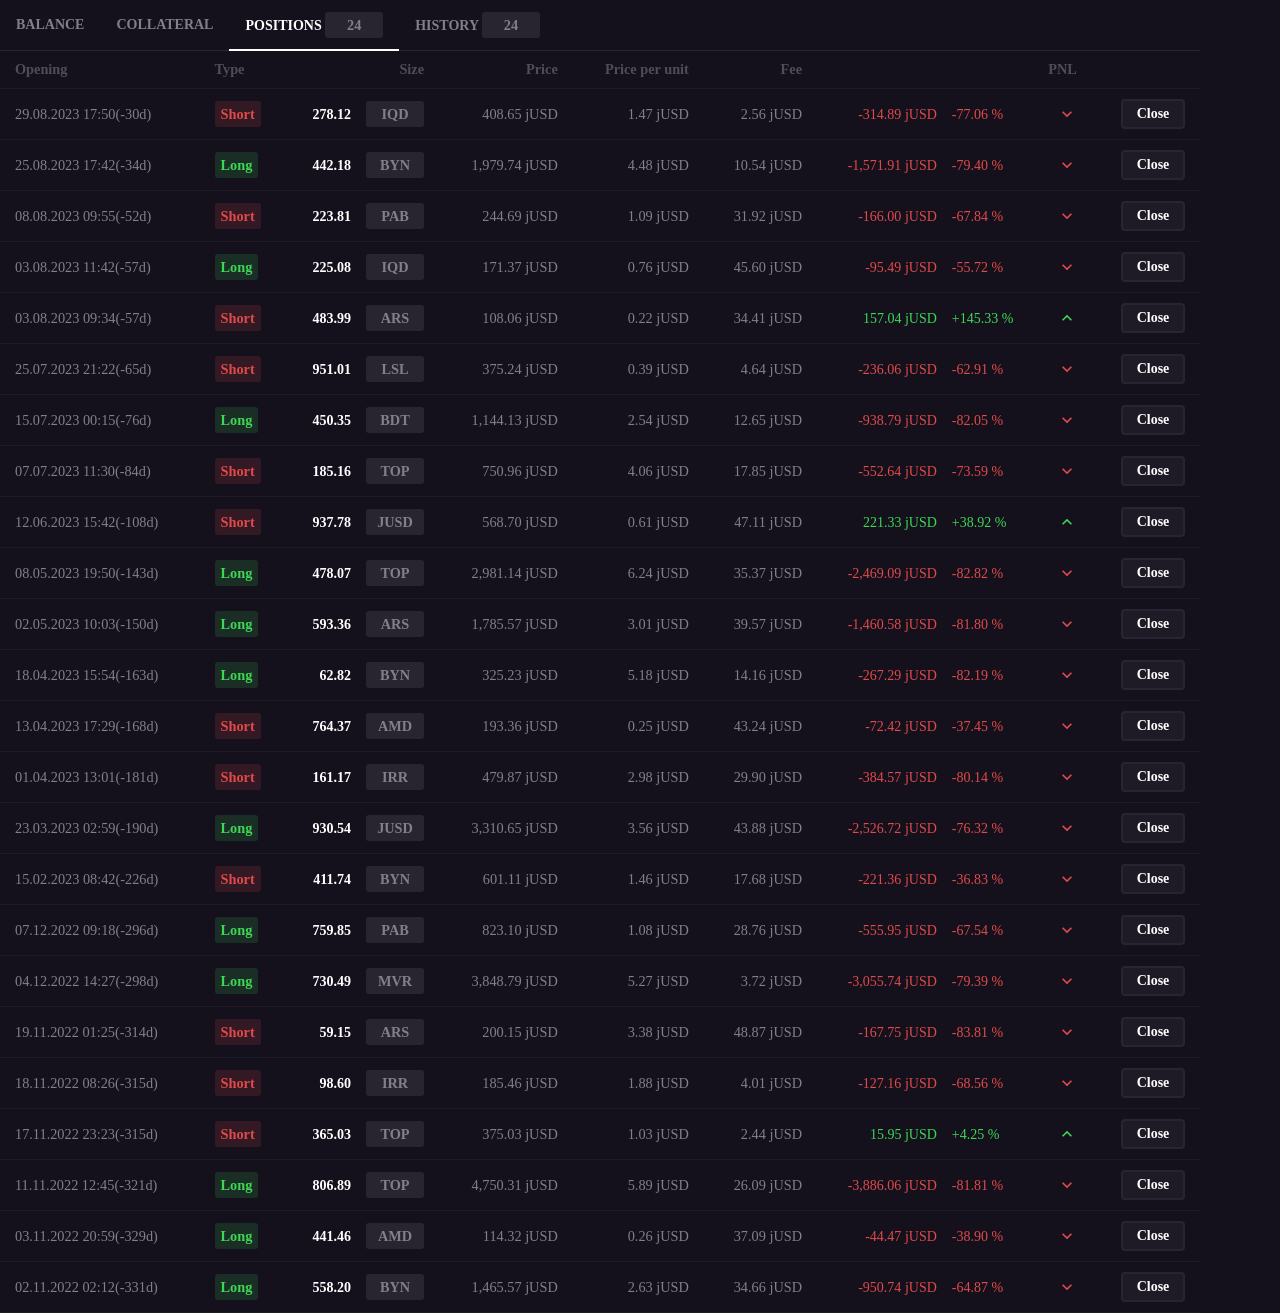 BALANCE COLLATERAL POSITIONS 24 HISTORY 24
Opening Type Size Price Price per unit Fee PNL
29.08.2023 17:50(-30d) Short 278.12 IQD 408.65 jUSD 1.47 jUSD 2.56 jUSD -314.89 jUSD -77.06 % Close
25.08.2023 17:42(-34d) Long 442.18 BYN 1,979.74 jUSD 4.48 jUSD 10.54 jUSD -1,571.91 jUSD -79.40 % Close
08.08.2023 09:55(-52d) Short 223.81 PAB 244.69 jUSD 1.09 jUSD 31.92 jUSD -166.00 jUSD -67.84 % Close
03.08.2023 11:42(-57d) Long 225.08 IQD 171.37 jUSD 0.76 jUSD 45.60 jUSD -95.49 jUSD -55.72 % Close
03.08.2023 09:34(-57d) Short 483.99 ARS 108.06 jUSD 0.22 jUSD 34.41 jUSD 157.04 jUSD +145.33 % Close
25.07.2023 21:22(-65d) Short 951.01 LSL 375.24 jUSD 0.39 jUSD 4.64 jUSD -236.06 jUSD -62.91 % Close
15.07.2023 00:15(-76d) Long 450.35 BDT 1,144.13 jUSD 2.54 jUSD 12.65 jUSD -938.79 jUSD -82.05 % Close
07.07.2023 11:30(-84d) Short 185.16 TOP 750.96 jUSD 4.06 jUSD 17.85 jUSD -552.64 jUSD -73.59 % Close
12.06.2023 15:42(-108d) Short 937.78 JUSD 568.70 jUSD 0.61 jUSD 47.11 jUSD 221.33 jUSD +38.92 % Close
08.05.2023 19:50(-143d) Long 478.07 TOP 2,981.14 jUSD 6.24 jUSD 35.37 jUSD -2,469.09 jUSD -82.82 % Close
02.05.2023 10:03(-150d) Long 593.36 ARS 1,785.57 jUSD 3.01 jUSD 39.57 jUSD -1,460.58 jUSD -81.80 % Close
18.04.2023 15:54(-163d) Long 62.82 BYN 325.23 jUSD 5.18 jUSD 14.16 jUSD -267.29 jUSD -82.19 % Close
13.04.2023 17:29(-168d) Short 764.37 AMD 193.36 jUSD 0.25 jUSD 43.24 jUSD -72.42 jUSD -37.45 % Close
01.04.2023 13:01(-181d) Short 161.17 IRR 479.87 jUSD 2.98 jUSD 29.90 jUSD -384.57 jUSD -80.14 % Close
23.03.2023 02:59(-190d) Long 930.54 JUSD 3,310.65 jUSD 3.56 jUSD 43.88 jUSD -2,526.72 jUSD -76.32 % Close
15.02.2023 08:42(-226d) Short 411.74 BYN 601.11 jUSD 1.46 jUSD 17.68 jUSD -221.36 jUSD -36.83 % Close
07.12.2022 09:18(-296d) Long 759.85 PAB 823.10 jUSD 1.08 jUSD 28.76 jUSD -555.95 jUSD -67.54 % Close
04.12.2022 14:27(-298d) Long 730.49 MVR 3,848.79 jUSD 5.27 jUSD 3.72 jUSD -3,055.74 jUSD -79.39 % Close
19.11.2022 01:25(-314d) Short 59.15 ARS 200.15 jUSD 3.38 jUSD 48.87 jUSD -167.75 jUSD -83.81 % Close
18.11.2022 08:26(-315d) Short 98.60 IRR 185.46 jUSD 1.88 jUSD 4.01 jUSD -127.16 jUSD -68.56 % Close
17.11.2022 23:23(-315d) Short 365.03 TOP 375.03 jUSD 1.03 jUSD 2.44 jUSD 15.95 jUSD +4.25 % Close
11.11.2022 12:45(-321d) Long 806.89 TOP 4,750.31 jUSD 5.89 jUSD 26.09 jUSD -3,886.06 jUSD -81.81 % Close
03.11.2022 20:59(-329d) Long 441.46 AMD 114.32 jUSD 0.26 jUSD 37.09 jUSD -44.47 jUSD -38.90 % Close
02.11.2022 02:12(-331d) Long 558.20 BYN 1,465.57 jUSD 2.63 jUSD 34.66 jUSD -950.74 jUSD -64.87 % Close